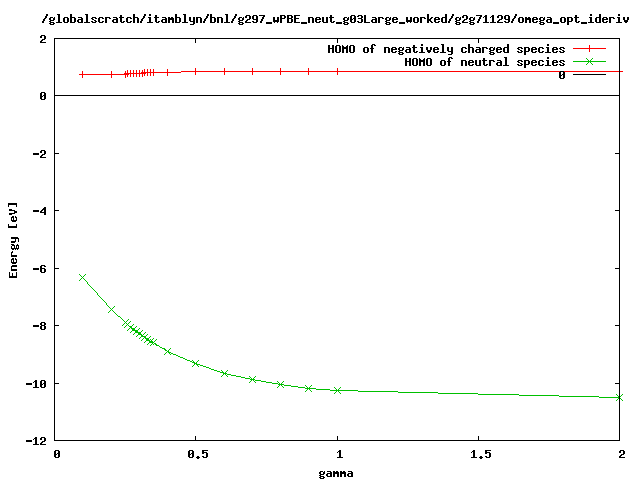 /globalscratch/itamblyn/bnl/g297_wPBE_neut_g03Large_worked/g2g71129/omega_opt_ideriv
HOMO of negatively charged species
HOMO of neutral species
0
2
0
-2
-4
-6
-8
-10
-12
Energy [eV]
0 0.5 1 1.5 2
gamma